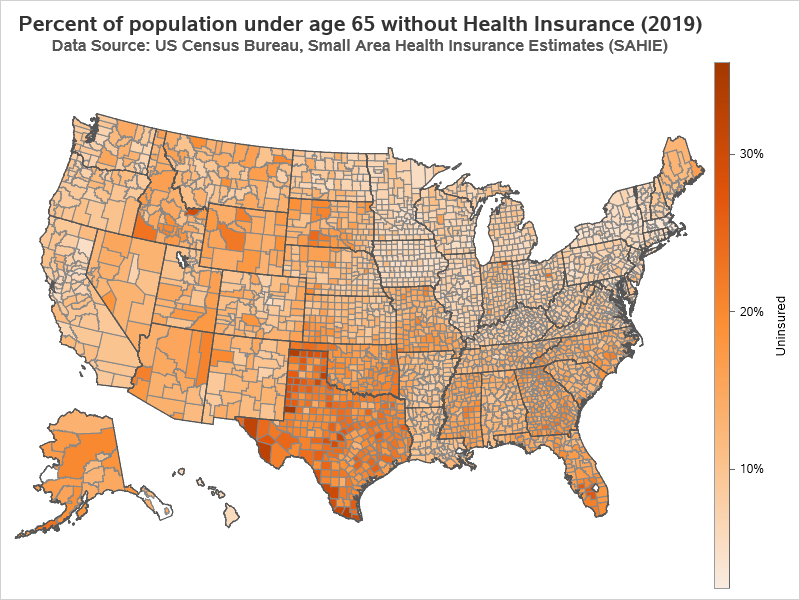 Percent of population under age 65 without Health Insurance (2019)
Data Source: US Census Bureau, Small Area Health Insurance Estimates (SAHIE)
30%
20%
Uninsured
10%